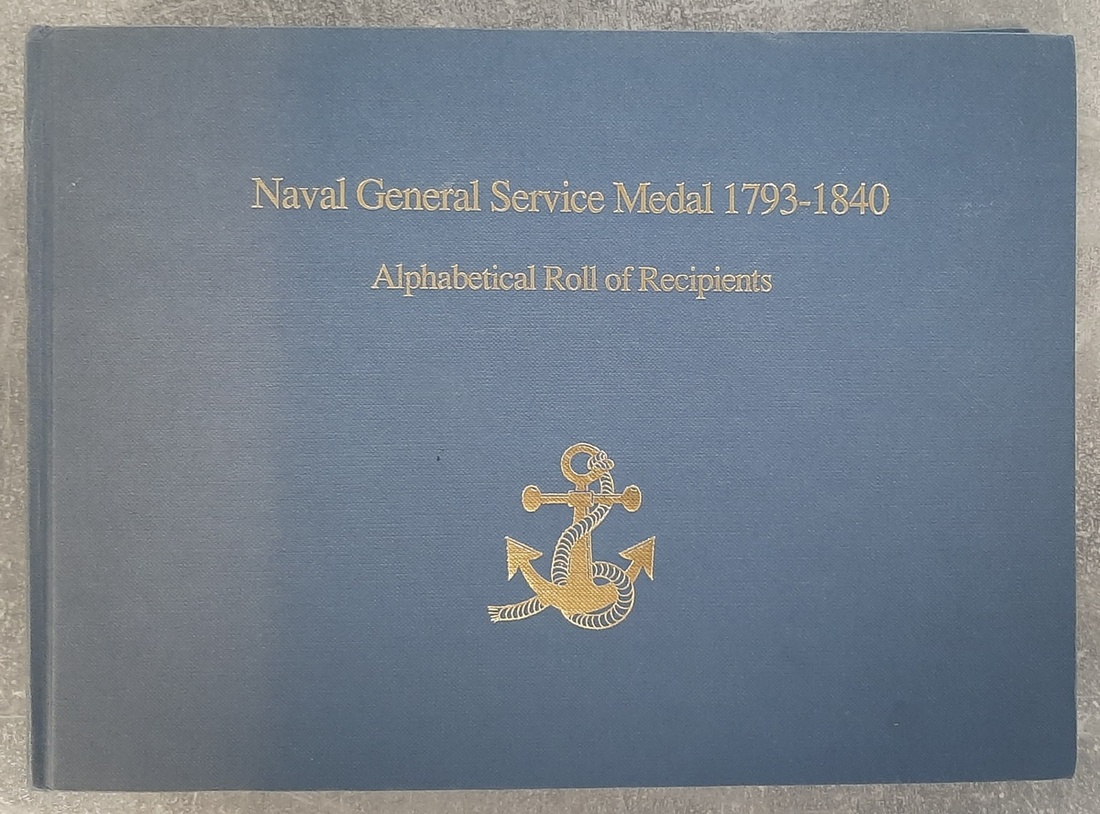 Naval General Service Medal 1793-1840
Alphabetical Roll of Recipients